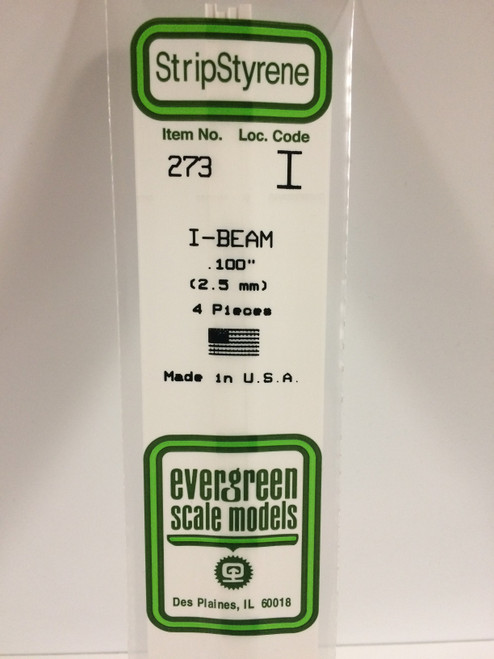 StripStyrene
Item No. Loc. Code
273 I
I-BEAM
.100"
(2.5 mm)
4 Pieces
Made in U.S.A.
evergreen
scale models
Des Plaines, IL 60018